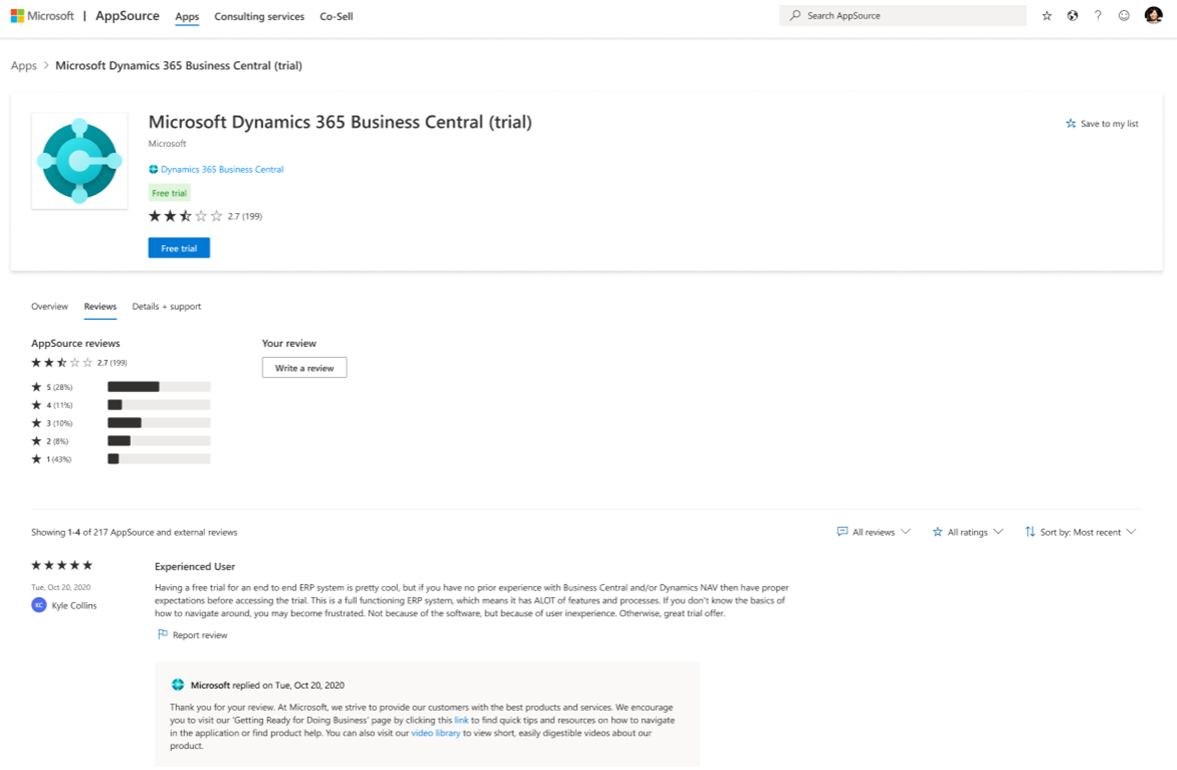 Microsoft | AppSource Apps Consulting services Co-Sell Search AppSource ?
Apps > Microsoft Dynamics 365 Business Central (trial)
Microsoft Dynamics 365 Business Central (trial)
Save to my list
Microsoft
Dynamics 365 Business Central
Free trial
2.7 (199)
Free trial
Overview Reviews Details + support
AppSource reviews
2.7 (199)
5 (28%)
4 (11%)
3 (10%)
2 (8%)
1 (43%)
Your review
Write a review
Showing 1-4 of 217 AppSource and external reviews
All reviews All ratings Sort by: Most recent
Tue, Oct 20, 2020
KC Kyle Collins
Experienced User
Having a free trial for an end to end ERP system is pretty cool, but if you have no prior experience with Business Central and/or Dynamics NAV then have proper
expectations before accessing the trial. This is a full functioning ERP system, which means it has ALOT of features and processes. If you don't know the basics of
how to navigate around, you may become frustrated. Not because of the software, but because of user inexperience. Otherwise, great trial offer.
Report review
Microsoft replied on Tue, Oct 20, 2020
Thank you for your review. At Microsoft, we strive to provide our customers with the best products and services. We encourage
you to visit our 'Getting Ready for Doing Business' page by clicking this link to find quick tips and resources on how to navigate
in the application or find product help. You can also visit our video library to view short, easily digestible videos about our
product.